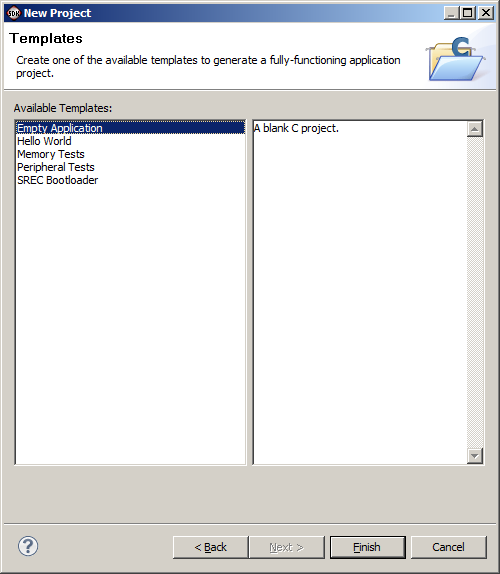 SDK New Project
Templates
Create one of the available templates to generate a fully-functioning application
project.
C
Available Templates:
Empty Application
Hello World
Memory Tests
Peripheral Tests
SREC Bootloader
A blank C project.
?
< Back
Next >
Finish
Cancel